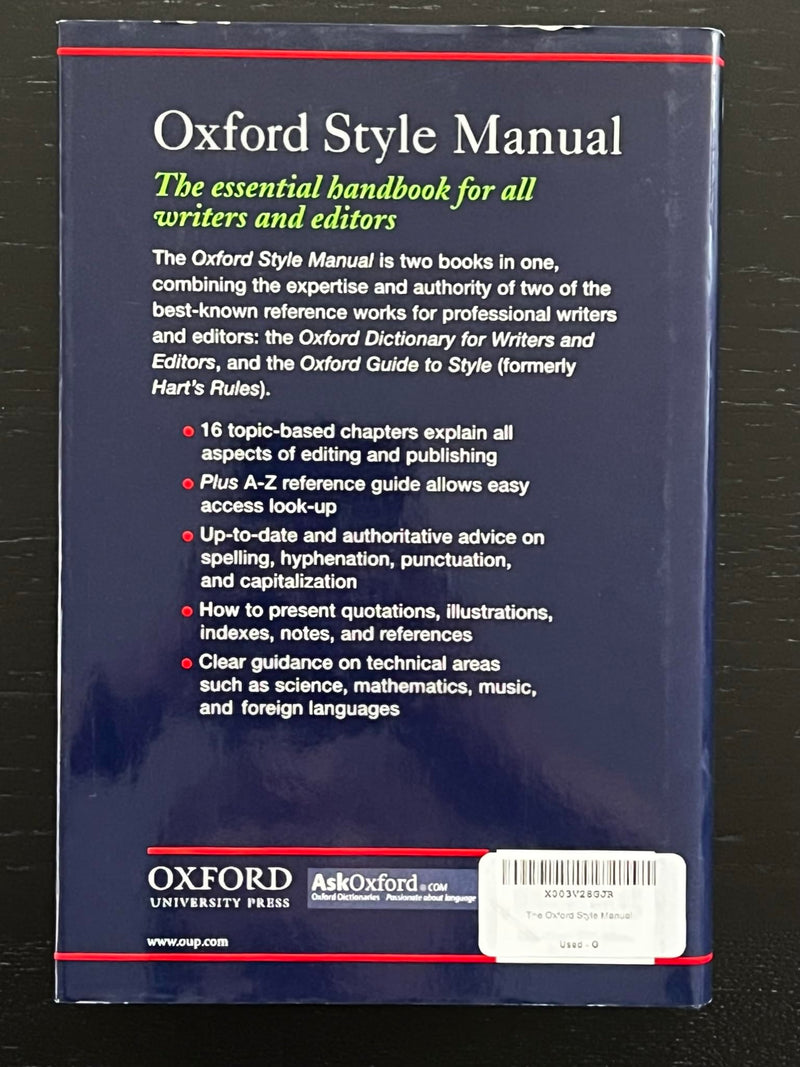 Oxford Style Manual
The essential handbook for all
writers and editors
The Oxford Style Manual is two books in one,
combining the expertise and authority of two of the
best-known reference works for professional writers
and editors: the Oxford Dictionary for Writers and
Editors, and the Oxford Guide to Style (formerly
Hart's Rules).
• 16 topic-based chapters explain all
aspects of editing and publishing
• Plus A-Z reference guide allows easy
access look-up
• Up-to-date and authoritative advice on
spelling, hyphenation, punctuation,
and capitalization
• How to present quotations, illustrations,
indexes, notes, and references
• Clear guidance on technical areas
such as science, mathematics, music,
and foreign languages
OXFORD
UNIVERSITY PRESS
AskOxford®COM
Oxford Dictionaries Passionate about language
www.oup.com
X003V28GJR
The Oxford Style Manual
Used - G